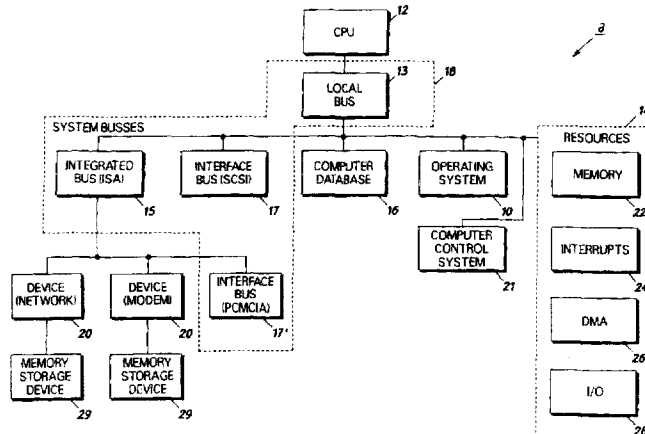 12
CPU
8
13
18
LOCAL
BUS
SYSTEM BUSSES
14
RESOURCES
INTEGRATED
BUS (ISA)
15
INTERFACE
BUS (SCSI)
17
COMPUTER
DATABASE
16
OPERATING
SYSTEM
10
MEMORY
22
COMPUTER
CONTROL
SYSTEM
21
INTERRUPTS
24
DEVICE
(NETWORK)
20
DEVICE
(MODEM)
20
INTERFACE
BUS
(PCMCIA)
17'
DMA
26
MEMORY
STORAGE
DEVICE
29
MEMORY
STORAGE
DEVICE
29
I/O